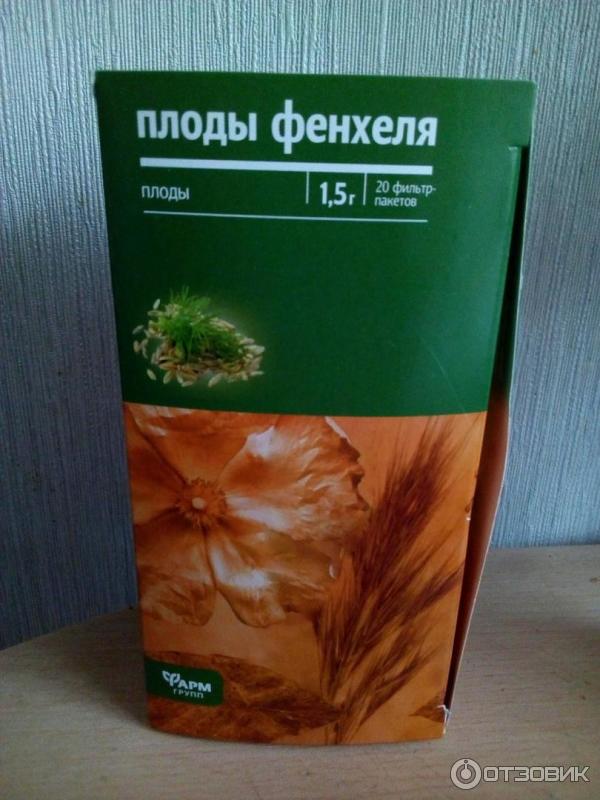 плоды фенхеля
плоды
1,5 г
20 фильтр-
пакетов
ФАРМ
ГРУПП
ОТЗОВИК